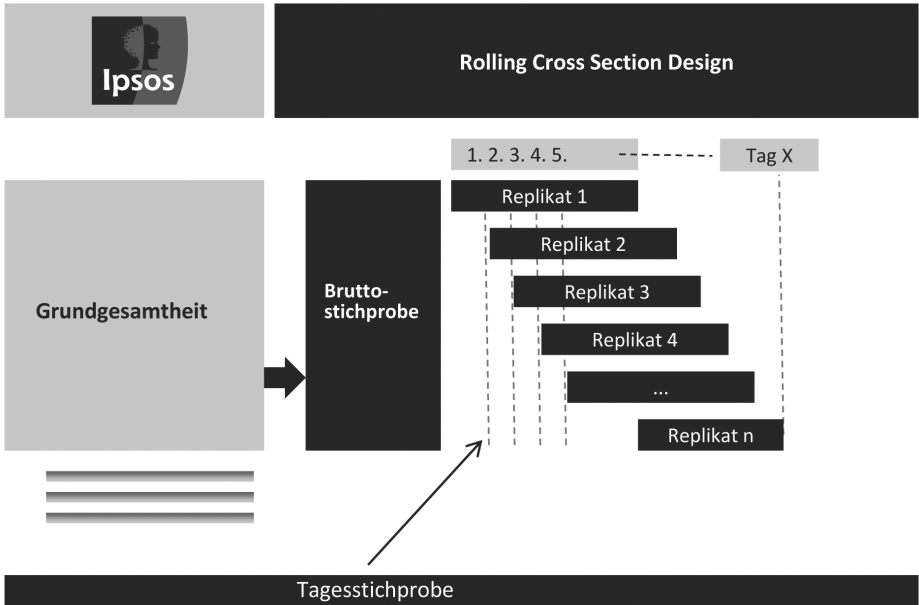 Ipsos
Rolling Cross Section Design
1. 2. 3. 4. 5.
Tag X
Grundgesamtheit
Brutto-
stichprobe
Replikat 1
Replikat 2
Replikat 3
Replikat 4
...
Replikat n
Tagesstichprobe